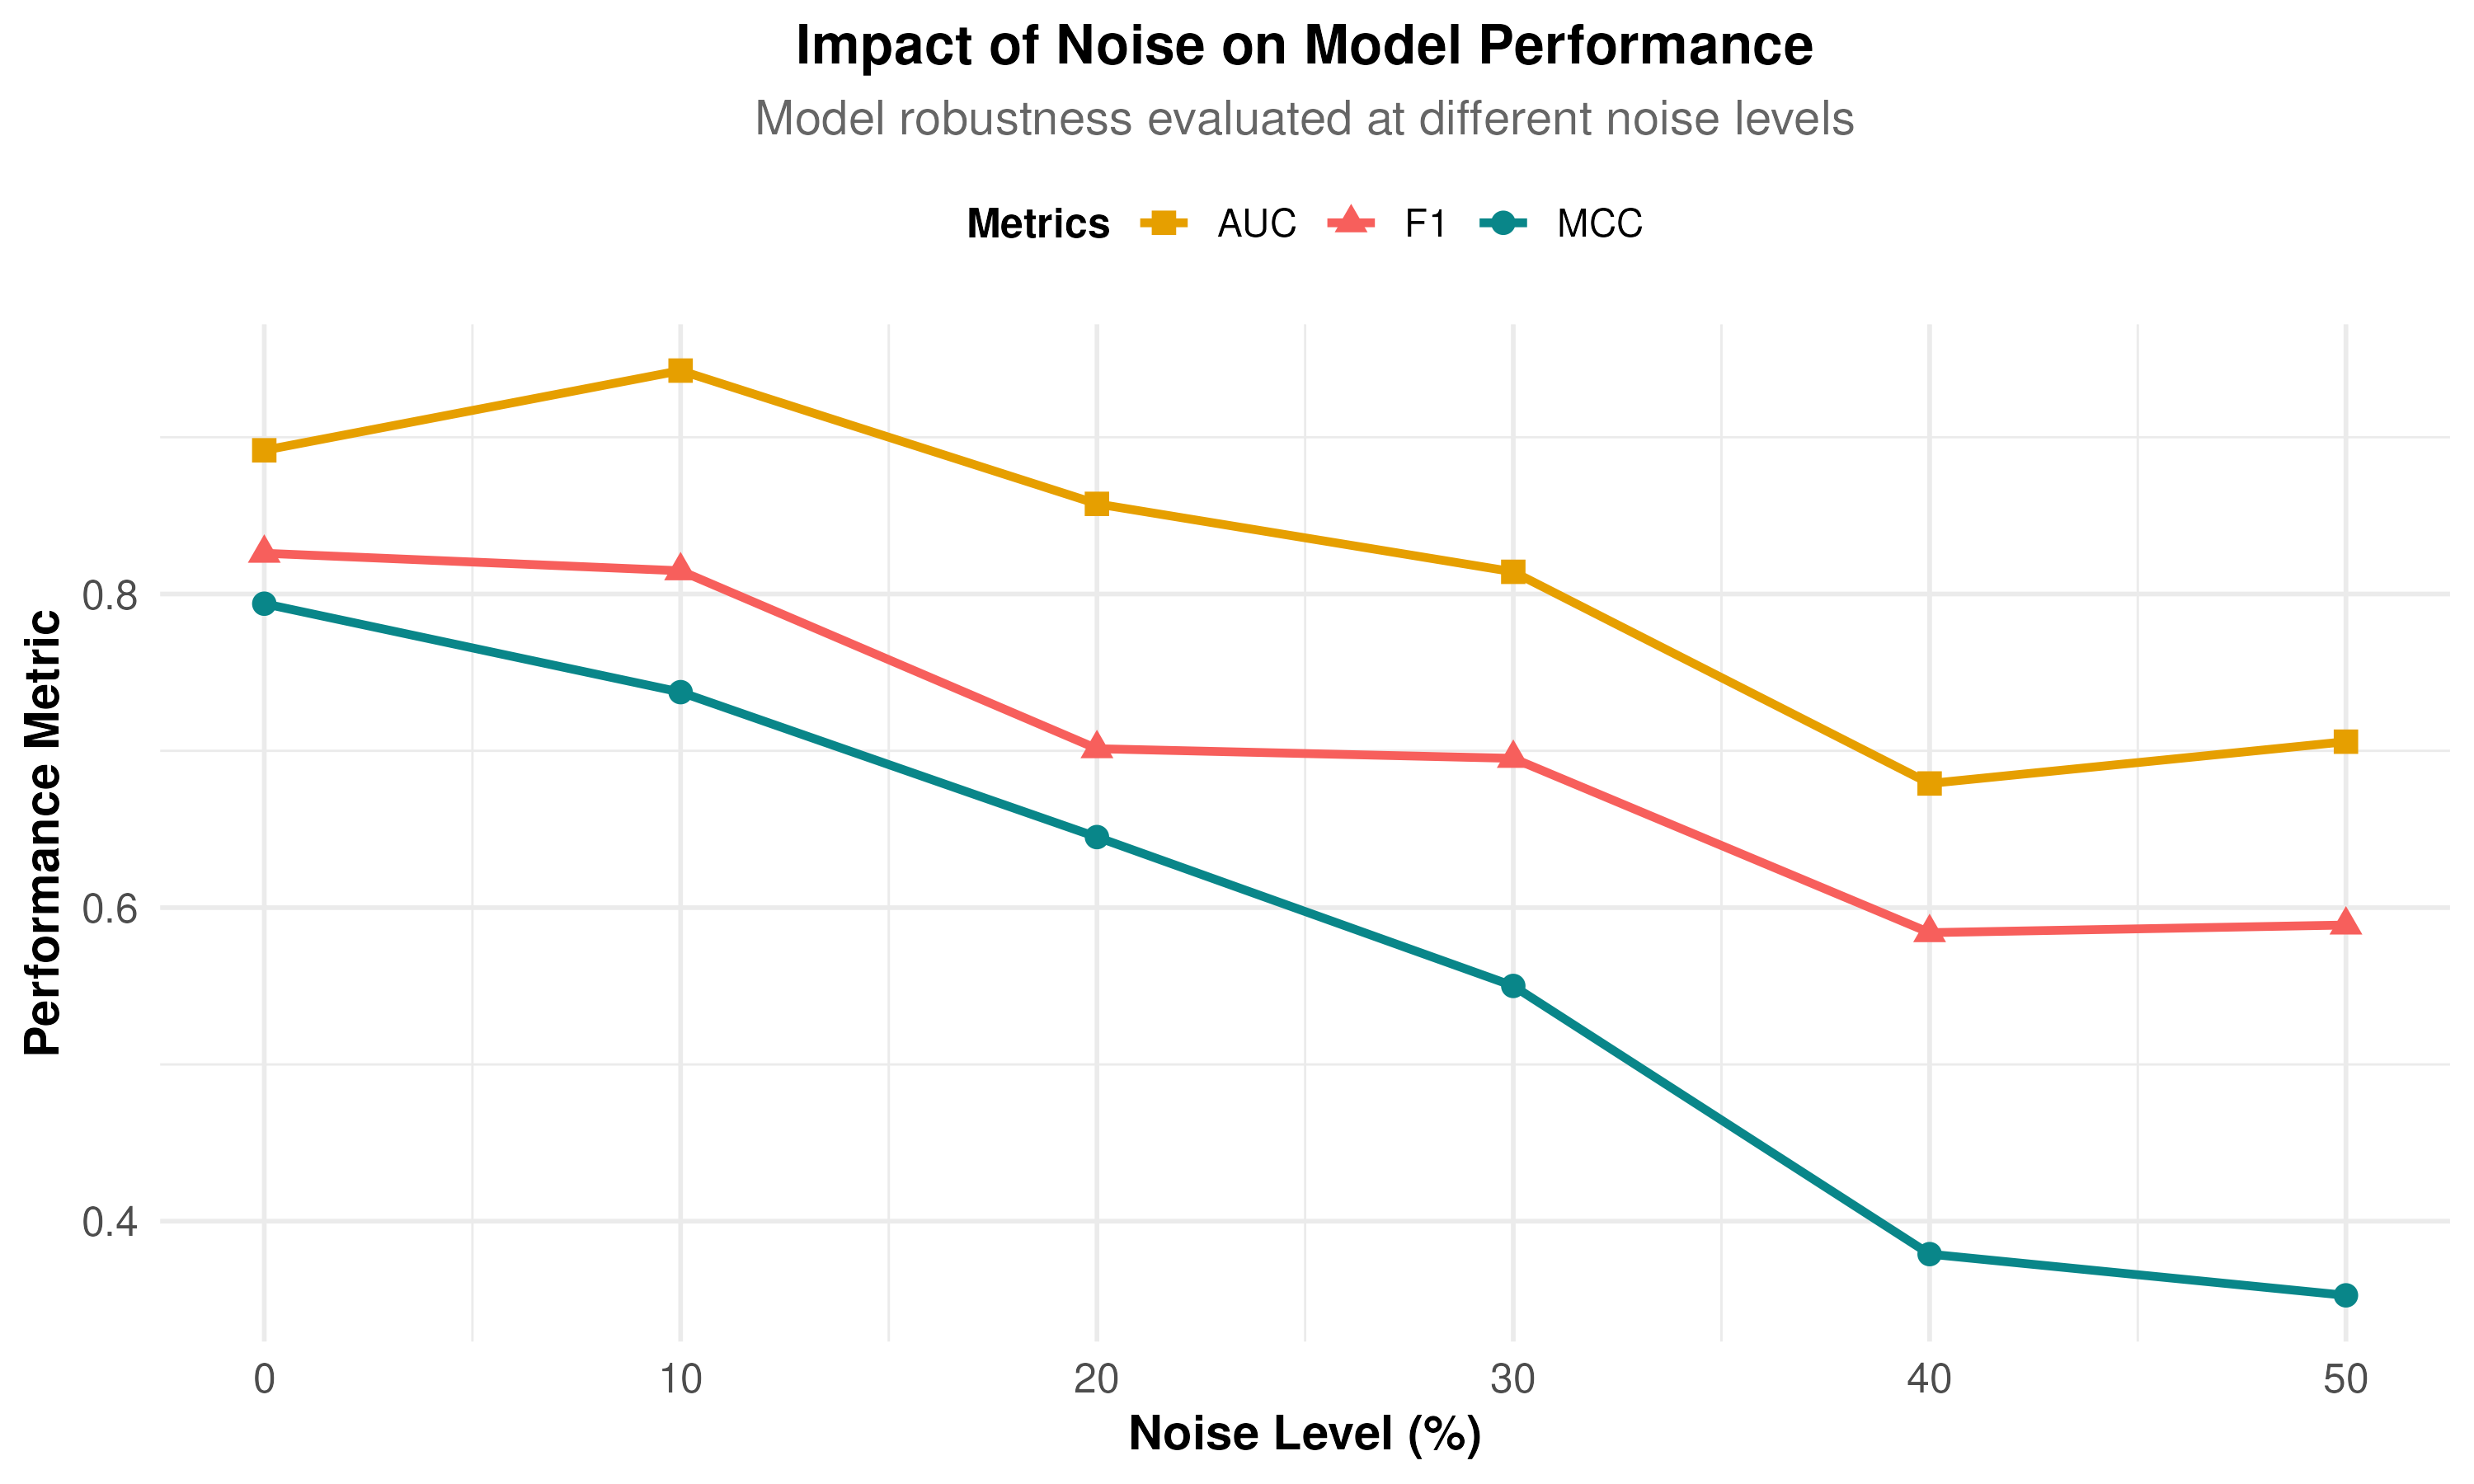 Impact of Noise on Model Performance
Model robustness evaluated at different noise levels
Metrics AUC F1 MCC
Performance Metric
0.8
0.6
0.4
0 10 20 30 40 50
Noise Level (%)